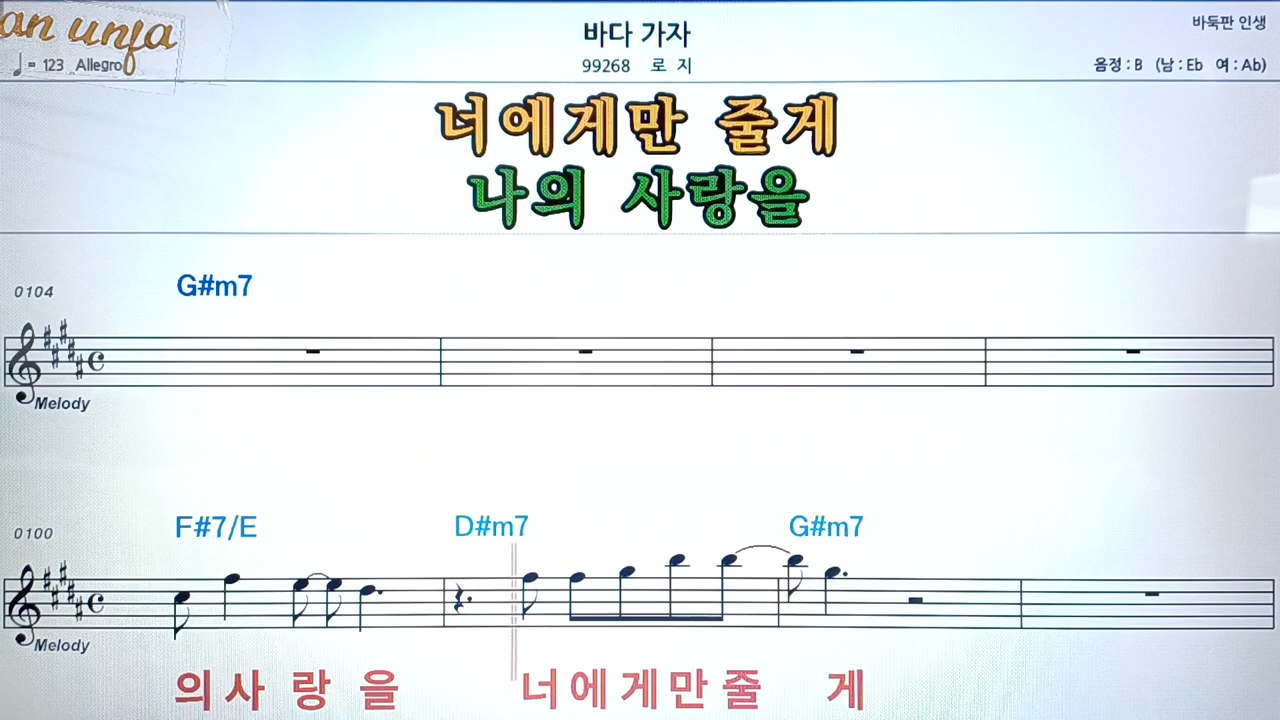 an unfa
♩ = 123 Allegro
바다 가자
99268 로 지
바둑판 인생
음정 : B (남 : Eb 여 : Ab)
너에게만 줄게
나의 사랑을
0104
G#m7
Melody
0100
F#7/E D#m7 G#m7
Melody
의 사 랑 을 너 에 게 만 줄 게